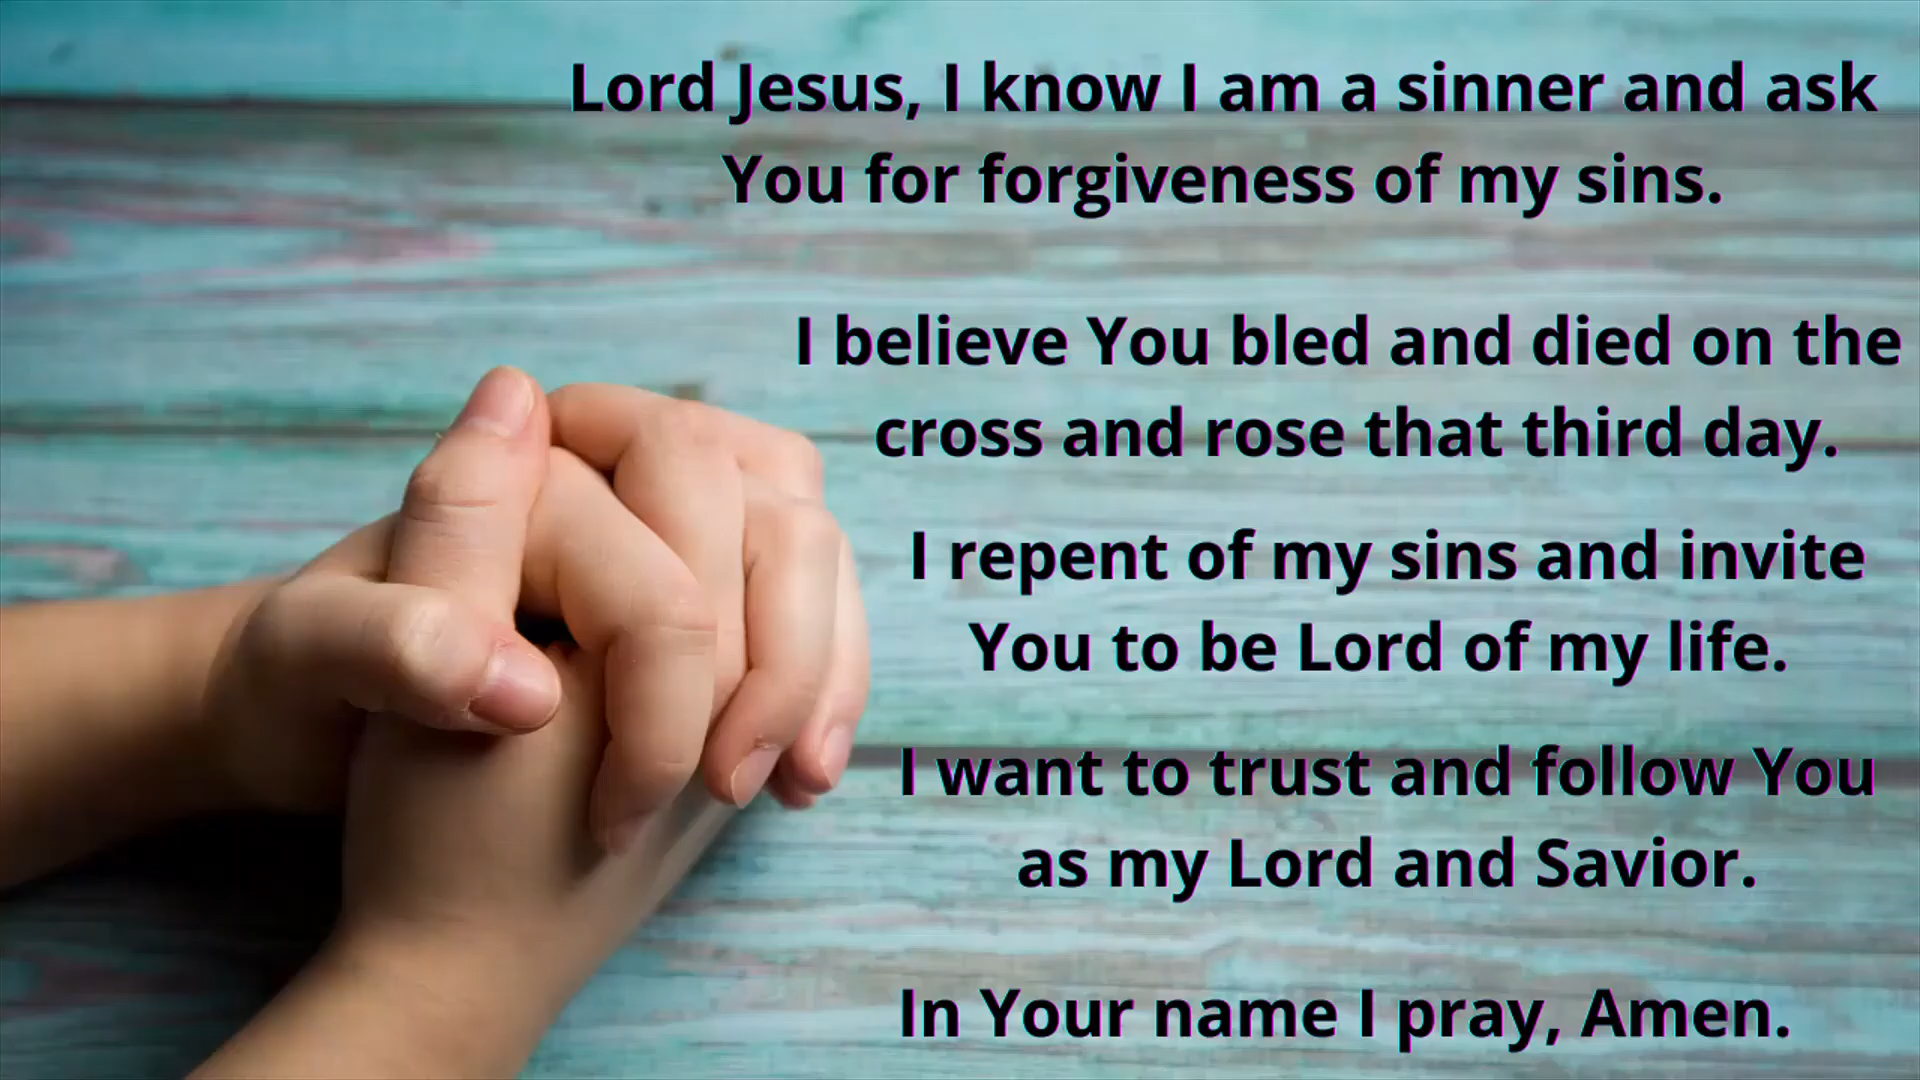 Lord Jesus, I know I am a sinner and ask
You for forgiveness of my sins.
I believe You bled and died on the
cross and rose that third day.
I repent of my sins and invite
You to be Lord of my life.
I want to trust and follow You
as my Lord and Savior.
In Your name I pray, Amen.